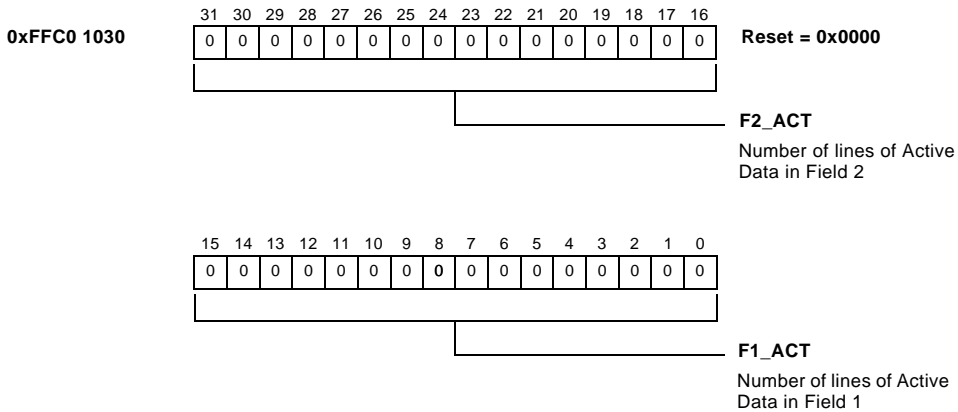 31 30 29 28 27 26 25 24 23 22 21 20 19 18 17 16
0xFFC0 1030
0 0 0 0 0 0 0 0 0 0 0 0 0 0 0 0
Reset = 0x0000
F2_ACT
Number of lines of Active
Data in Field 2
15 14 13 12 11 10 9 8 7 6 5 4 3 2 1 0
0 0 0 0 0 0 0 0 0 0 0 0 0 0 0 0
F1_ACT
Number of lines of Active
Data in Field 1